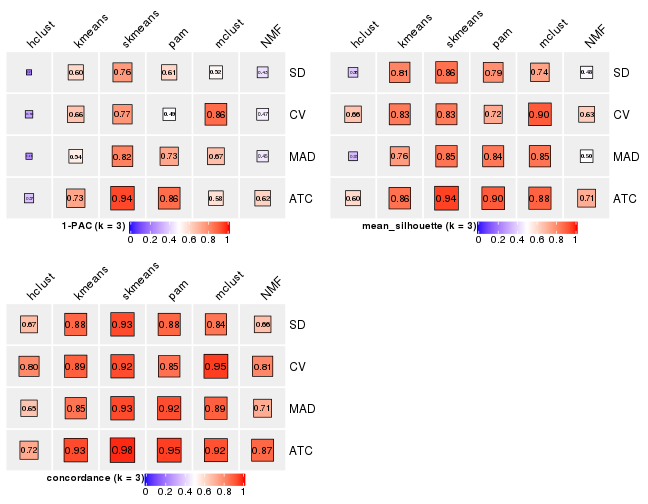 hclust kmeans skmeans pam mclust NMF
0.60 0.76 0.61 0.52 0.43 SD
0.66 0.77 0.49 0.86 0.47 CV
0.54 0.82 0.73 0.67 0.45 MAD
0.73 0.94 0.86 0.58 0.62 ATC
1-PAC (k = 3)
0 0.2 0.4 0.6 0.8 1
hclust kmeans skmeans pam mclust NMF
0.81 0.86 0.79 0.74 0.48 SD
0.66 0.83 0.83 0.72 0.90 0.63 CV
0.76 0.85 0.84 0.85 0.50 MAD
0.60 0.86 0.94 0.90 0.88 0.71 ATC
mean_silhouette (k = 3)
0 0.2 0.4 0.6 0.8 1
hclust kmeans skmeans pam mclust NMF
0.67 0.88 0.93 0.88 0.84 0.66 SD
0.80 0.89 0.92 0.85 0.95 0.81 CV
0.65 0.85 0.93 0.92 0.89 0.71 MAD
0.72 0.93 0.98 0.95 0.92 0.87 ATC
concordance (k = 3)
0 0.2 0.4 0.6 0.8 1